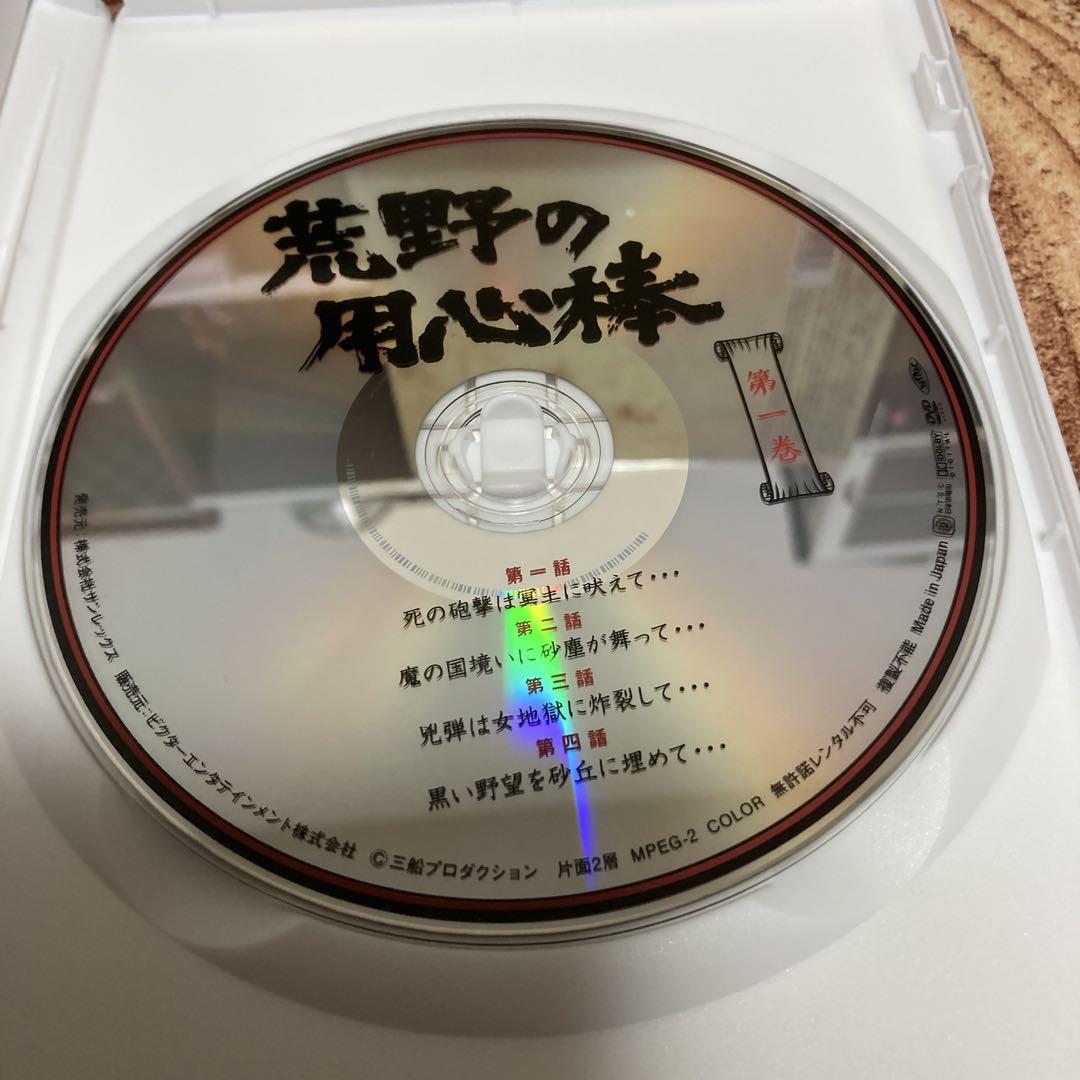 荒野の
用心棒
第一巻
第一話
死の砲撃は冥土に吠えて・・・
第二話
魔の国境いに砂塵が舞って・・・
第三話
兇弾は女地獄に炸裂して・・・
第四話
黒い野望を砂丘に埋めて・・・
発売元:株式会社ザンレックス 販売元:ビクターエンタテインメント株式会社 ©三船プロダクション 片面2層 MPEG-2 COLOR 無許諾レンタル不可 複製不能 Made in Japan
DVD